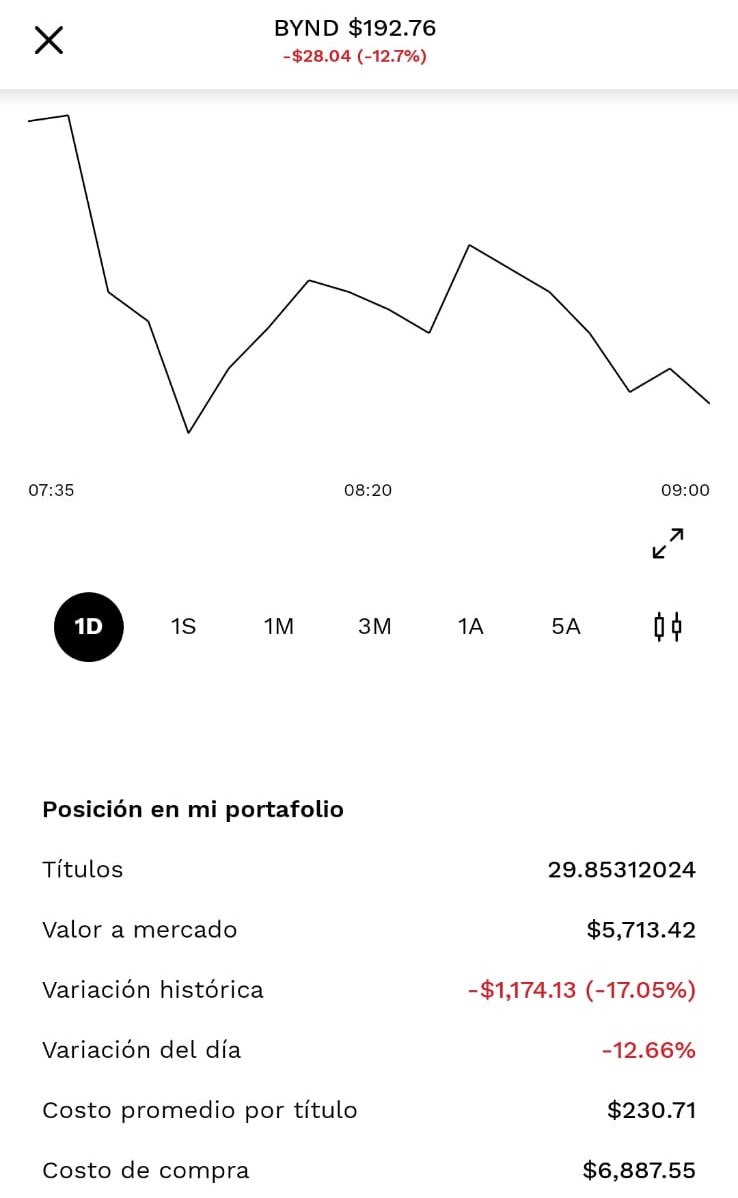 BYND $192.76
-$28.04 (-12.7%)
07:35 08:20 09:00
1D 1S 1M 3M 1A 5A
Posición en mi portafolio
Títulos 29.85312024
Valor a mercado $5,713.42
Variación histórica -$1,174.13 (-17.05%)
Variación del día -12.66%
Costo promedio por título $230.71
Costo de compra $6,887.55